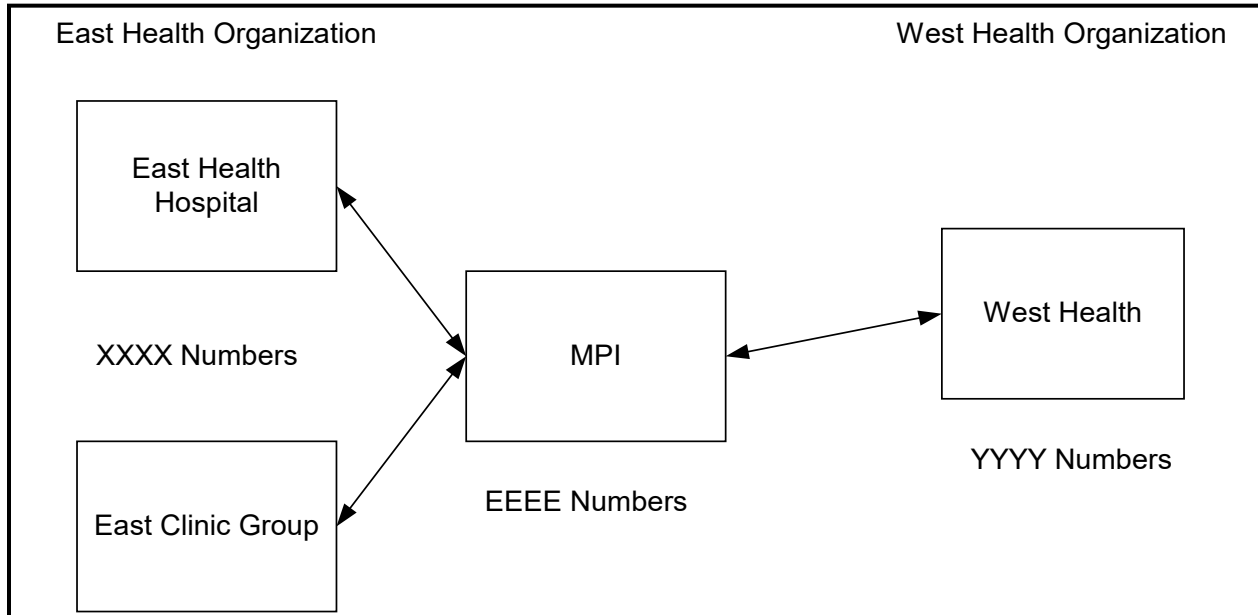 East Health Organization
West Health Organization
East Health
Hospital
West Health
XXXX Numbers
MPI
YYYY Numbers
EEEE Numbers
East Clinic Group